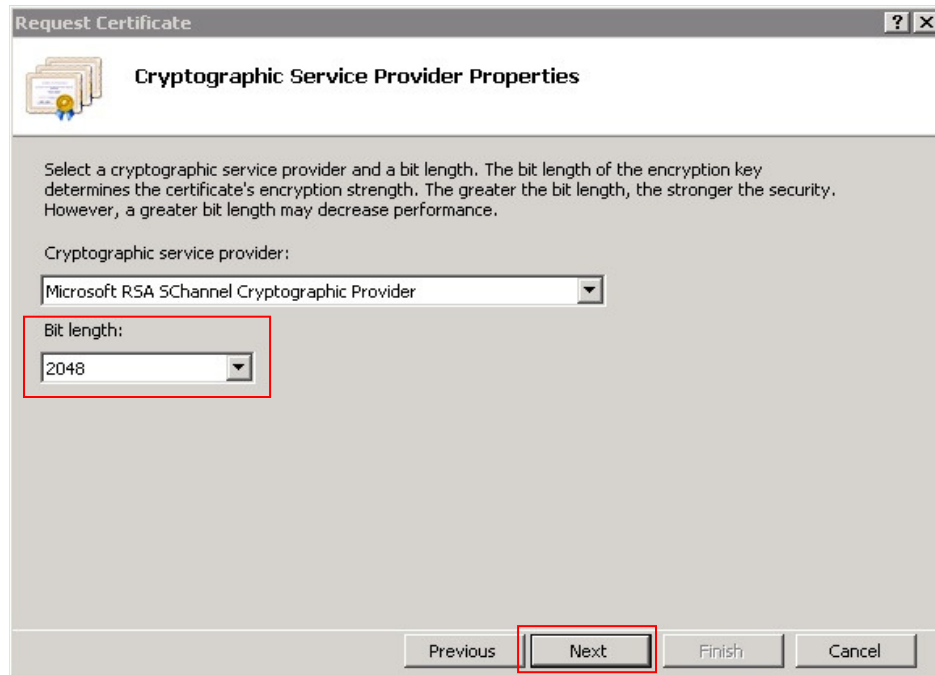 Request Certificate
Cryptographic Service Provider Properties
Select a cryptographic service provider and a bit length. The bit length of the encryption key
determines the certificate's encryption strength. The greater the bit length, the stronger the security.
However, a greater bit length may decrease performance.
Cryptographic service provider:
Microsoft RSA SChannel Cryptographic Provider
Bit length:
2048
Previous Next Finish Cancel